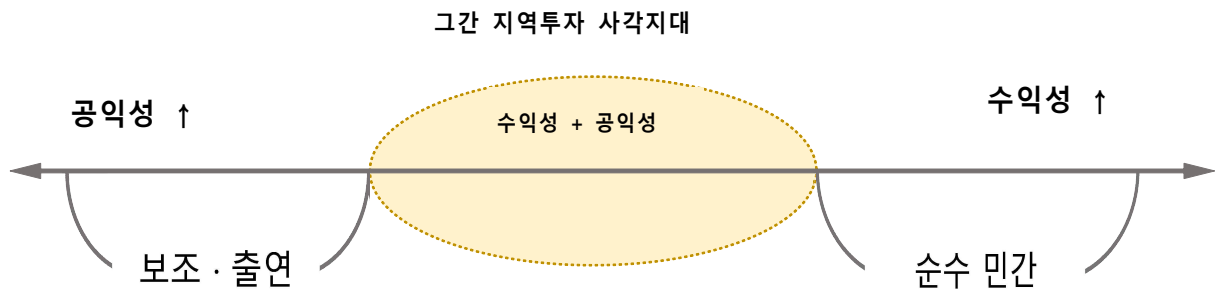 그간 지역투자 사각지대
공익성 ↑
수익성 ↑
수익성 + 공익성
보조 · 출연
순수 민간